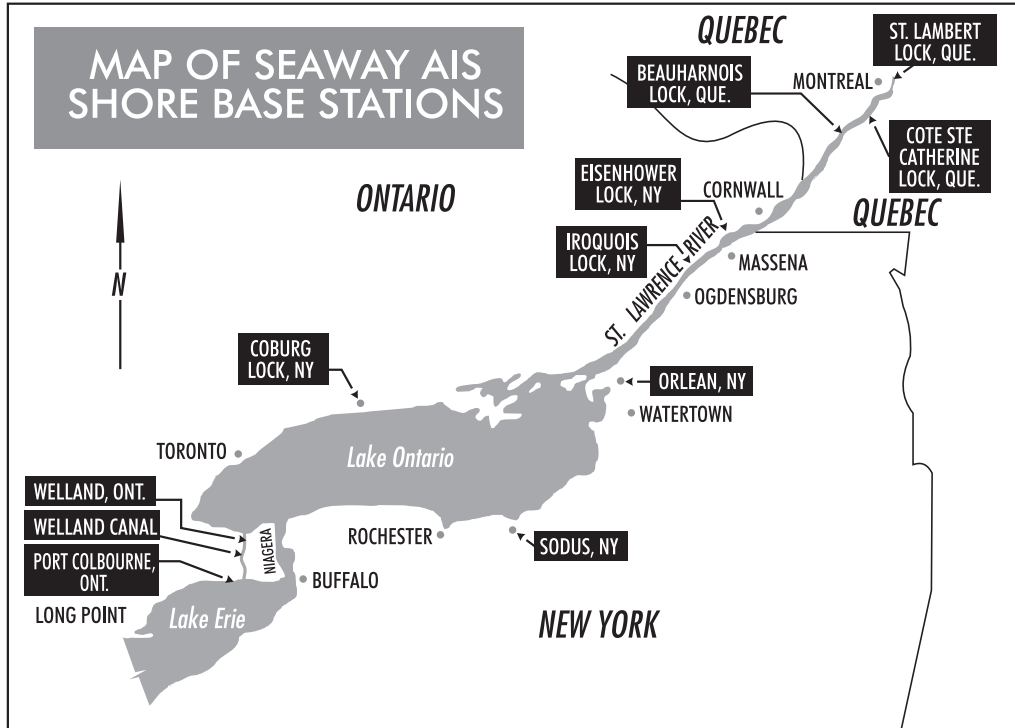 MAP OF SEAWAY AIS
SHORE BASE STATIONS
QUEBEC
ST. LAMBERT
LOCK, QUE.
BEAUHARNOIS
LOCK, QUE.
MONTREAL
COTE STE
CATHERINE
LOCK, QUE.
EISENHOWER
LOCK, NY
CORNWALL
ONTARIO
QUEBEC
IROQUOIS
LOCK, NY
ST. LAWRENCE RIVER
MASSENA
OGDENSBURG
N
COBURG
LOCK, NY
ORLEAN, NY
WATERTOWN
TORONTO
Lake Ontario
WELLAND, ONT.
WELLAND CANAL
PORT COLBOURNE,
ONT.
NIAGERA
ROCHESTER
SODUS, NY
BUFFALO
LONG POINT
Lake Erie
NEW YORK